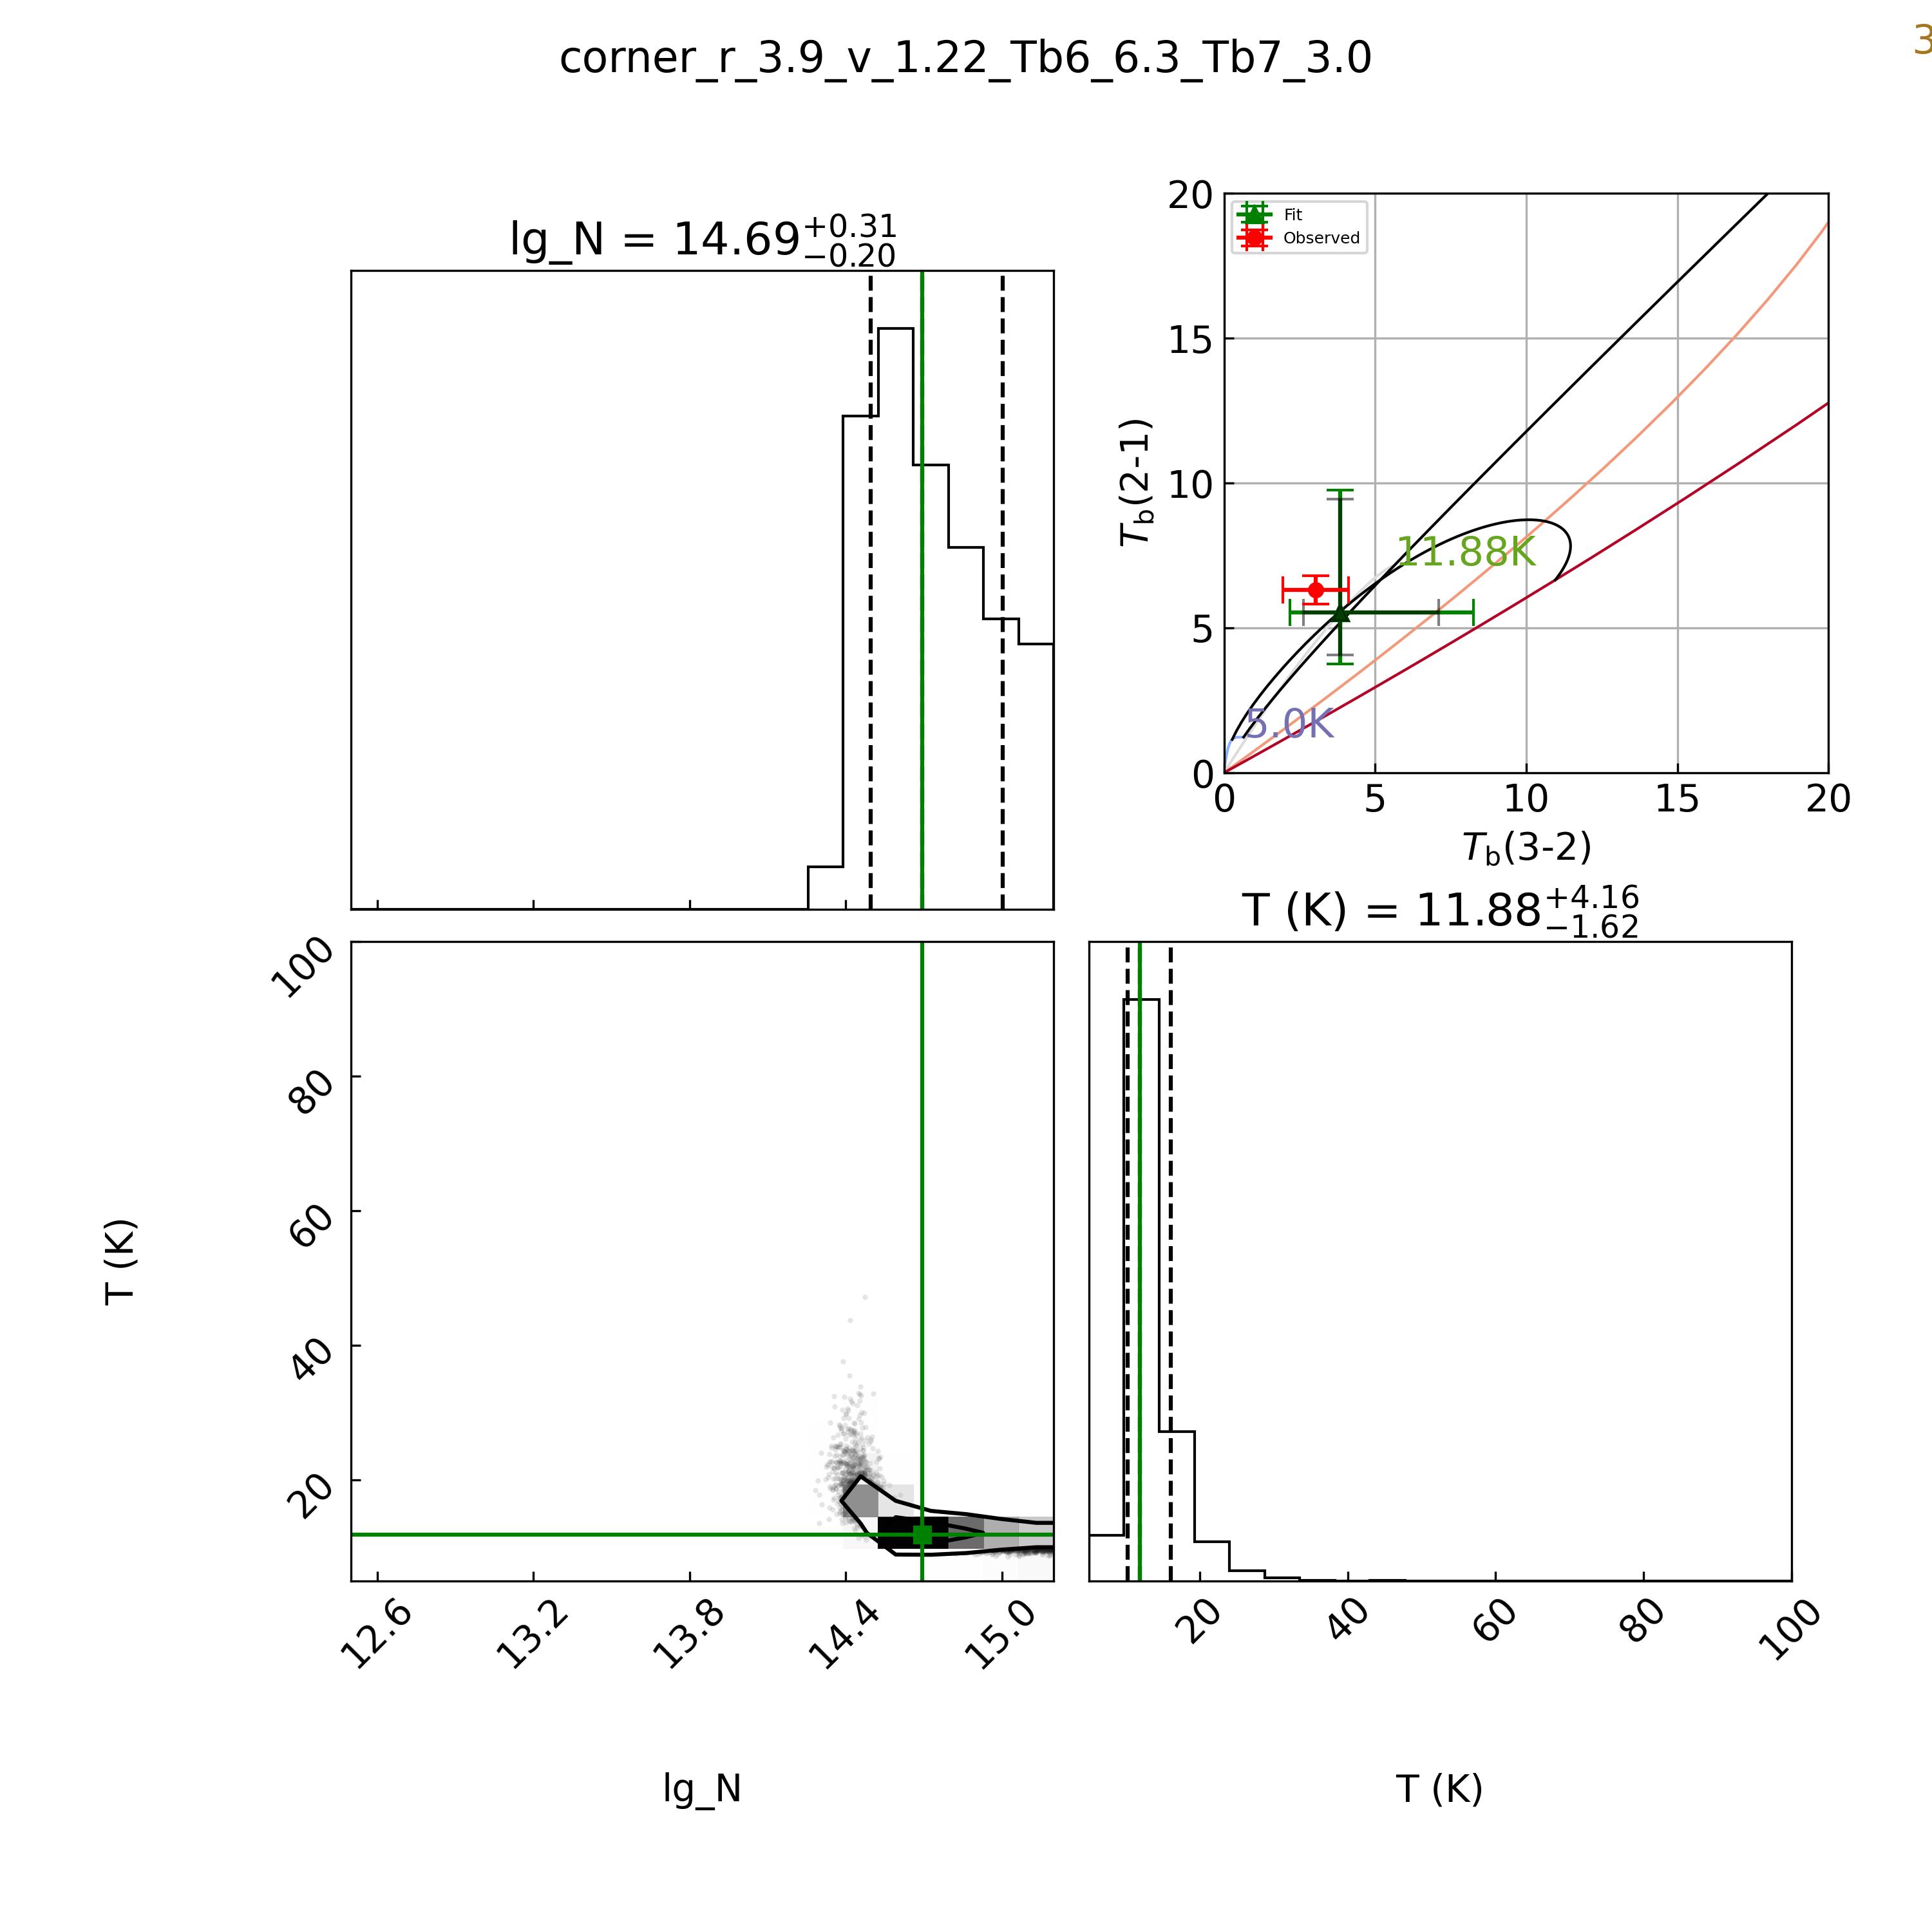 corner_r_3.9_v_1.22_Tb6_6.3_Tb7_3.0
3
lg_N = 14.69+0.31−0.20
20
15
10
5
0
Tb(2-1)
Fit
Observed
11.88K
5.0K
0 5 10 15 20
Tb(3-2)
T (K) = 11.88+4.16−1.62
100
80
60
40
20
T (K)
12.6 13.2 13.8 14.4 15.0
20 40 60 80 100
lg_N
T (K)